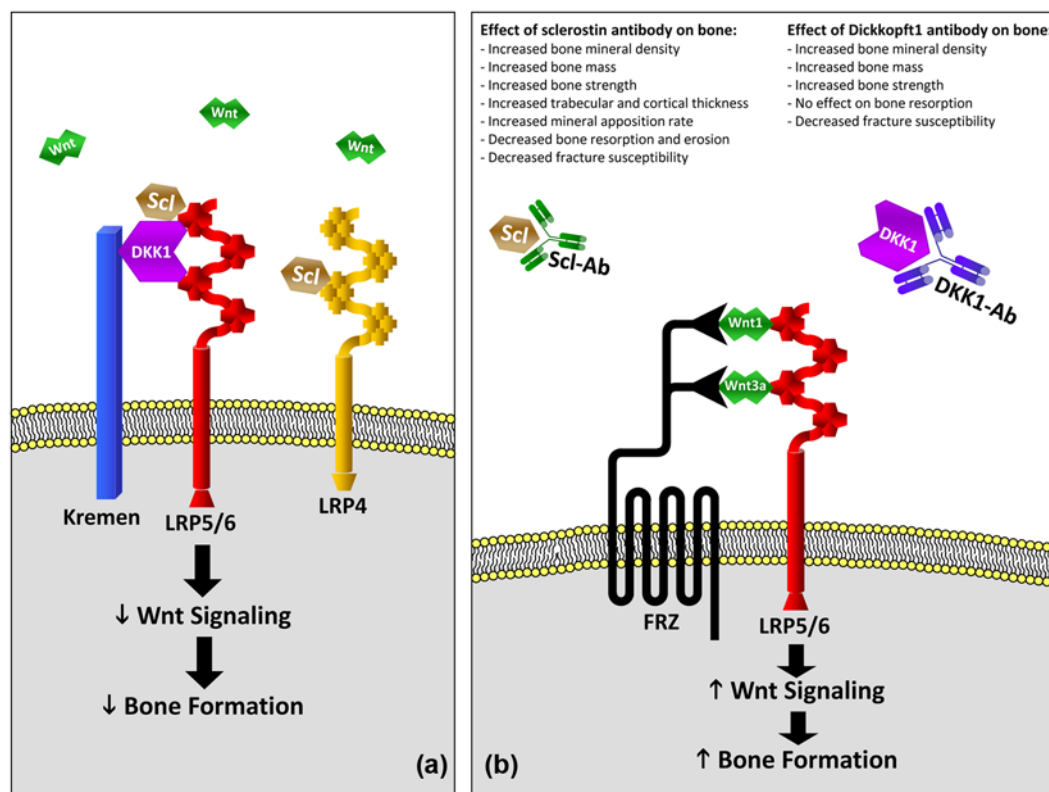 Wnt
Wnt
Wnt
Scl
DKK1
Scl
Kremen
LRP5/6
LRP4
↓ Wnt Signaling
↓ Bone Formation
(a)
Effect of sclerostin antibody on bone:
- Increased bone mineral density
- Increased bone mass
- Increased bone strength
- Increased trabecular and cortical thickness
- Increased mineral apposition rate
- Decreased bone resorption and erosion
- Decreased fracture susceptibility
Effect of Dickkopft1 antibody on bone:
- Increased bone mineral density
- Increased bone mass
- Increased bone strength
- No effect on bone resorption
- Decreased fracture susceptibility
Scl
Scl-Ab
DKK1
DKK1-Ab
Wnt1
Wnt3a
FRZ
LRP5/6
↑ Wnt Signaling
↑ Bone Formation
(b)